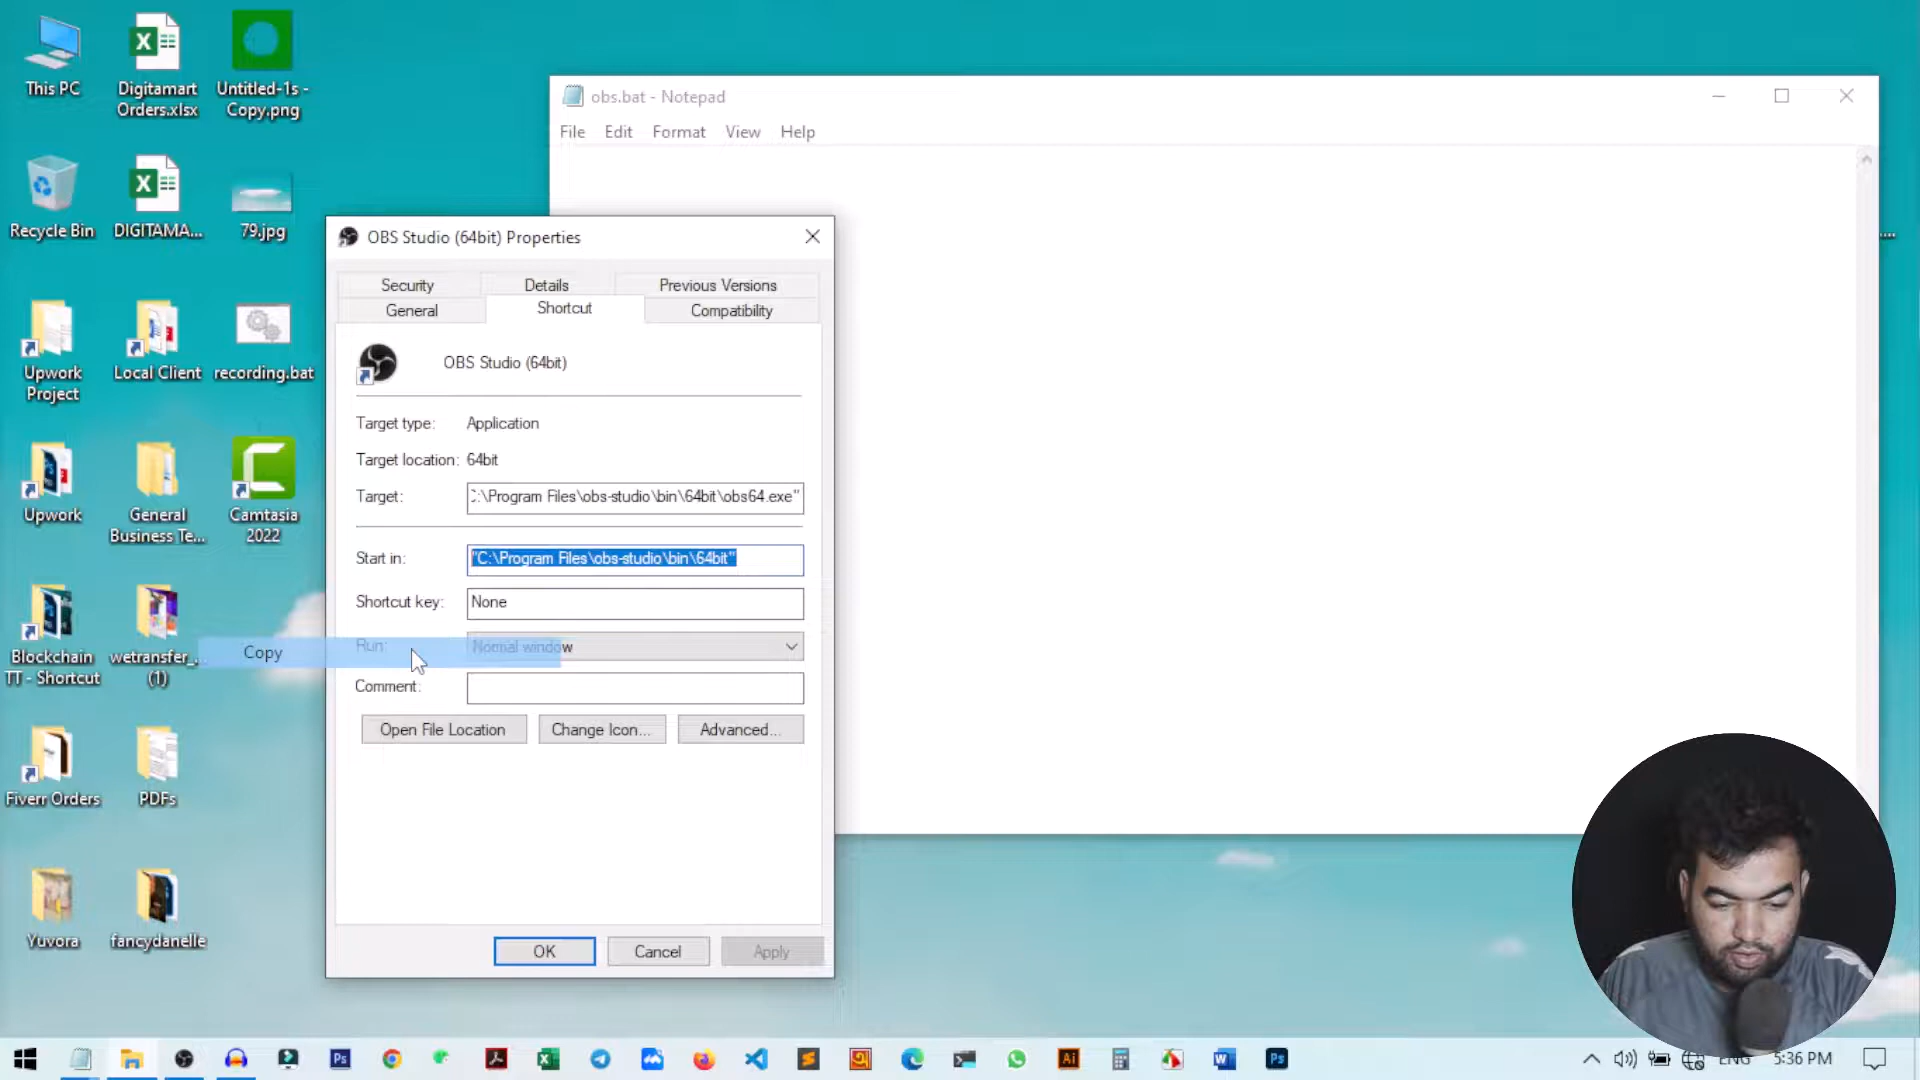 This PC
Digitamart
Orders.xlsx
Untitled-1s -
Copy.png
Recycle Bin
DIGITAMA...
79.jpg
Upwork
Project
Local Client
recording.bat
Upwork
General
Business Te...
Camtasia
2022
Blockchain
TT - Shortcut
wetransfer_...
(1)
Fiverr Orders
PDFs
Yuvora
fancydanelle
obs.bat - Notepad
File Edit Format View Help
OBS Studio (64bit) Properties
Security Details Previous Versions
General Shortcut Compatibility
OBS Studio (64bit)
Target type: Application
Target location: 64bit
Target: C:\Program Files\obs-studio\bin\64bit\obs64.exe"
Start in: "C:\Program Files\obs-studio\bin\64bit"
Shortcut key: None
Run: Normal window
Copy
Comment:
Open File Location Change Icon... Advanced...
OK Cancel Apply
...
Ps
Ai
Ps
ENG
5:36 PM